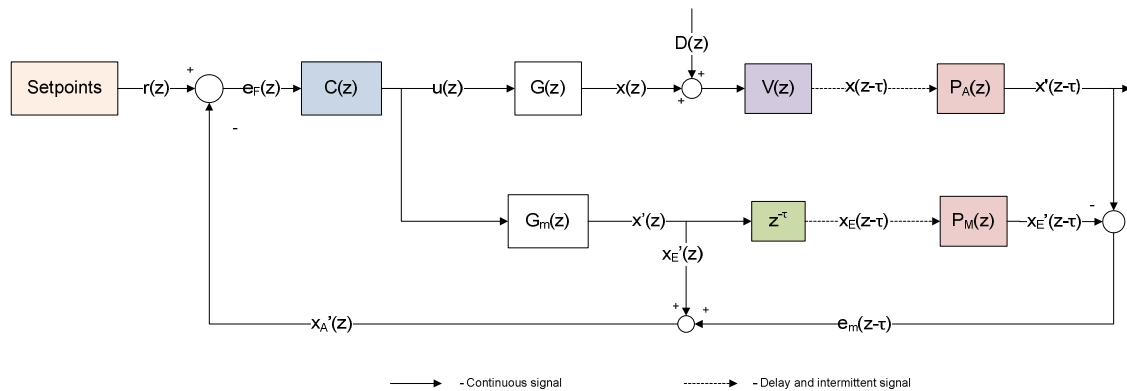 D(z)
Setpoints
r(z)
+
e_F(z)
C(z)
u(z)
G(z)
x(z)
+
+
V(z)
x(z-τ)
P_A(z)
x'(z-τ)
-
G_m(z)
x'(z)
z^-τ
x_E(z-τ)
P_M(z)
x_E'(z-τ)
-
x_E'(z)
+
+
x_A'(z)
e_m(z-τ)
- Continuous signal
- Delay and intermittent signal